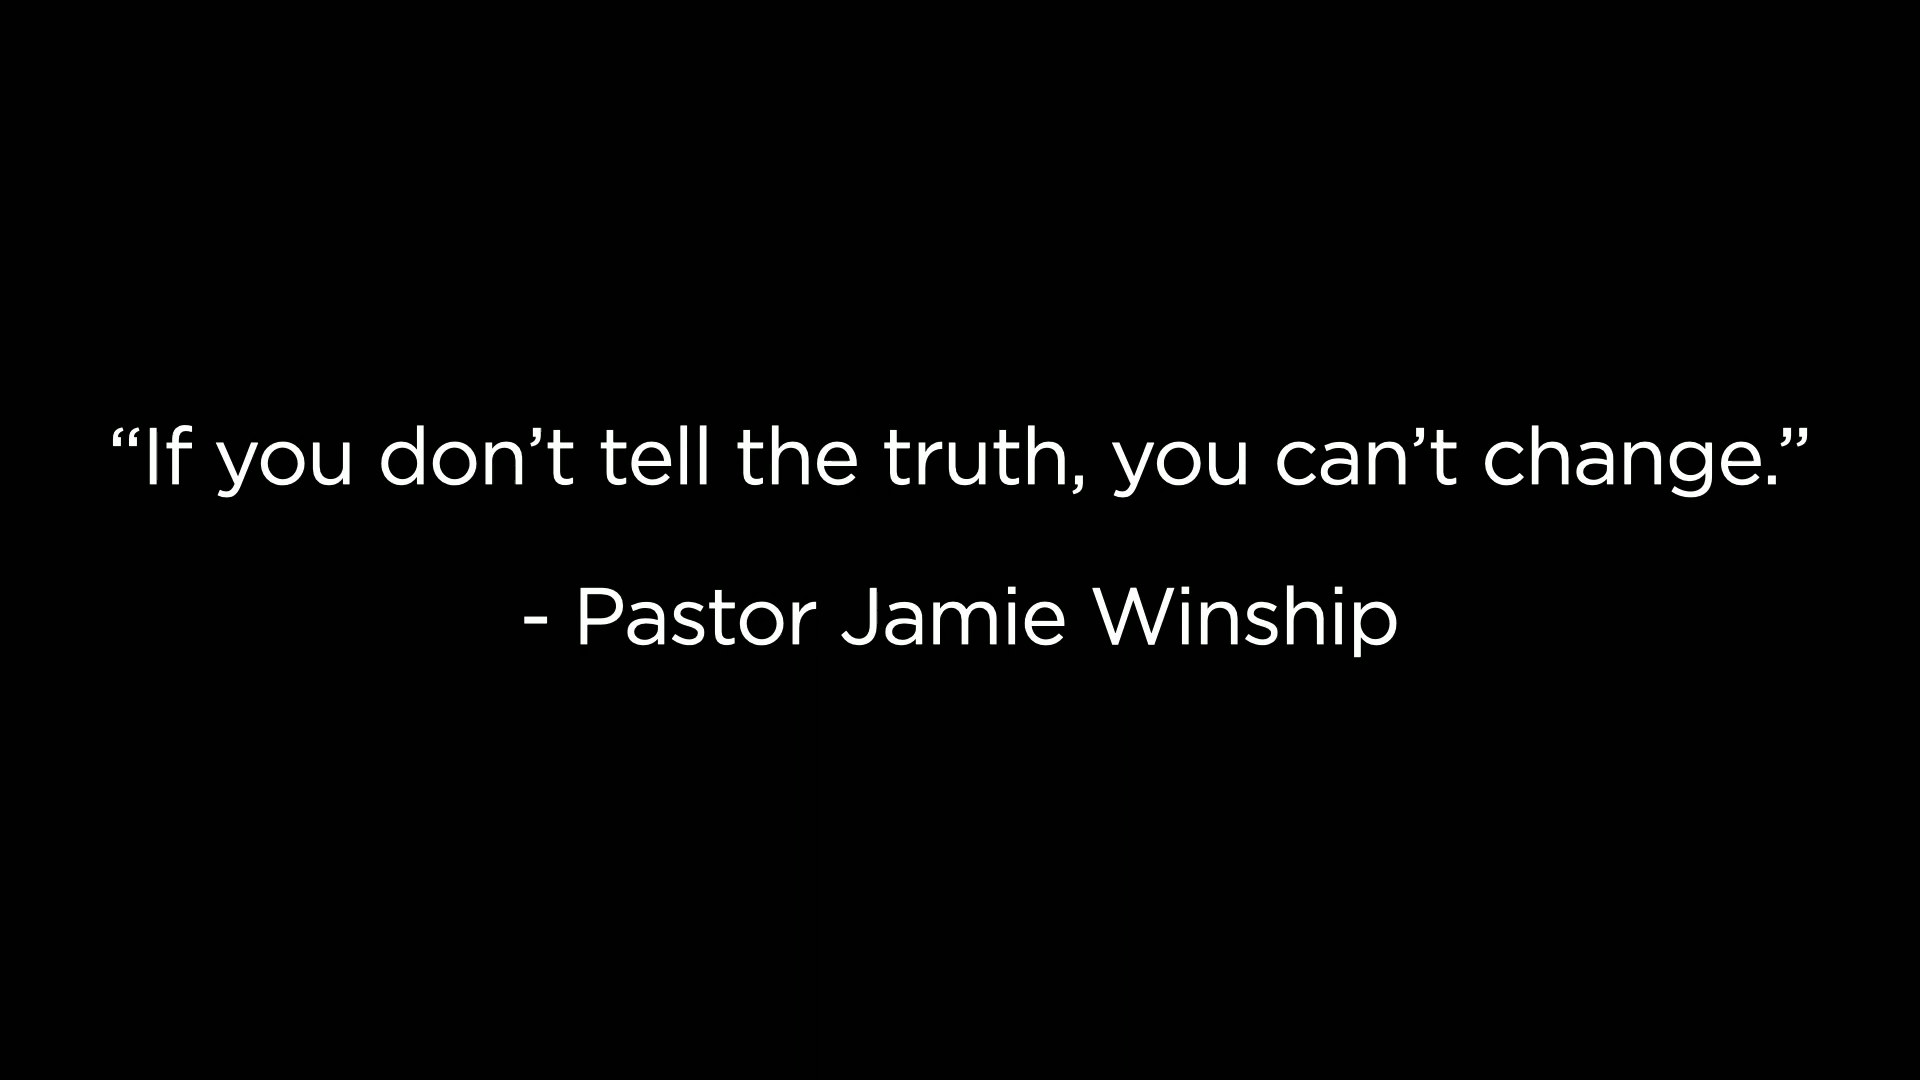 “If you don’t tell the truth, you can’t change.”
- Pastor Jamie Winship